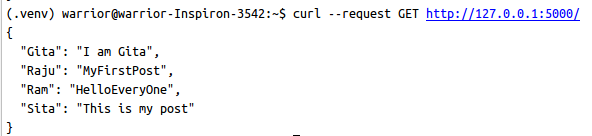 (.venv) warrior@warrior-Inspiron-3542:~$ curl --request GET http://127.0.0.1:5000/
{
  "Gita": "I am Gita",
  "Raju": "MyFirstPost",
  "Ram": "HelloEveryOne",
  "Sita": "This is my post"
}